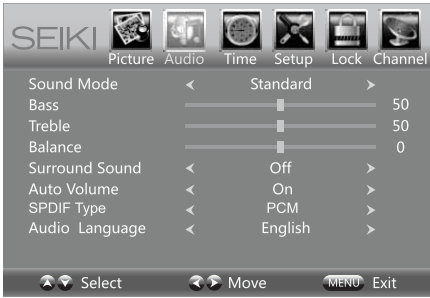 SEIKI
Picture Audio Time Setup Lock Channel
Sound Mode Standard
Bass 50
Treble 50
Balance 0
Surround Sound Off
Auto Volume On
SPDIF Type PCM
Audio Language English
Select Move MENU Exit